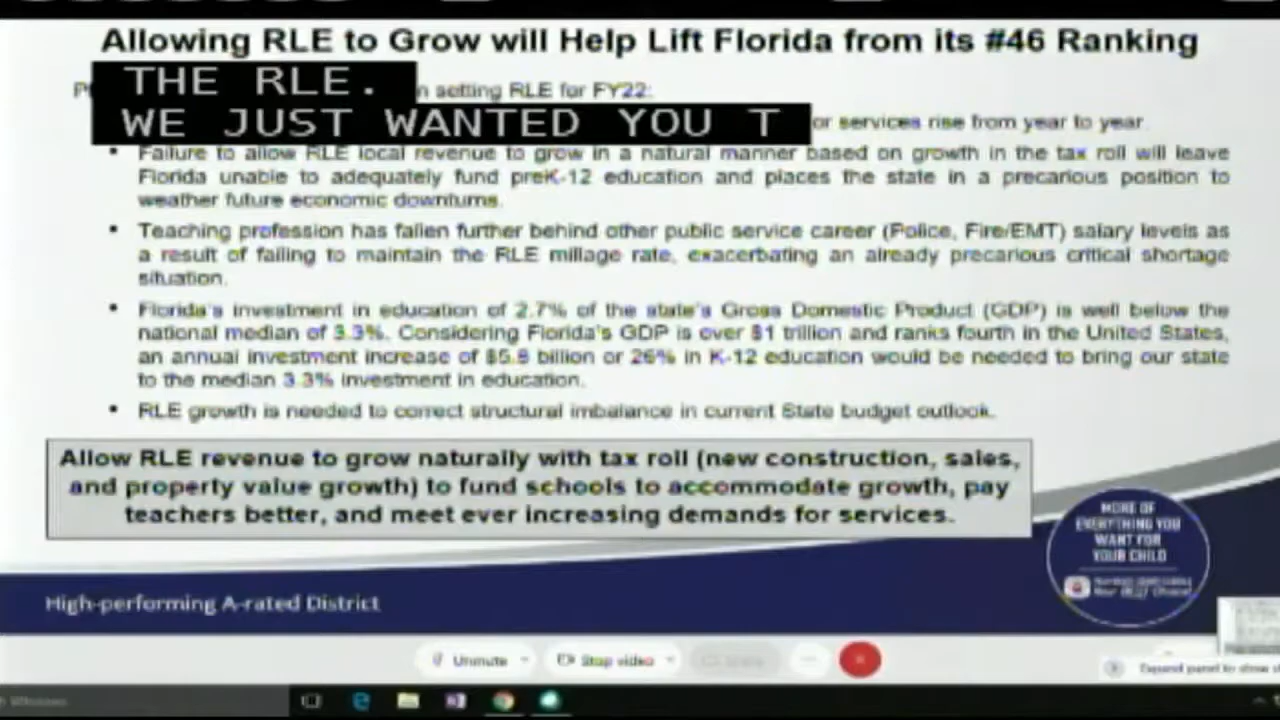 Allowing RLE to Grow will Help Lift Florida from its #46 Ranking
THE RLE.
setting RLE for FY22:
WE JUST WANTED YOU T
or services rise from year to year
• Failure to allow RLE local revenue to grow in a natural manner based on growth in the tax roll will leave
Florida unable to adequately fund preK-12 education and places the state in a precarious position to
weather future economic downturns.
• Teaching profession has fallen further behind other public service career (Police, Fire/EMT) salary levels as
a result of failing to maintain the RLE millage rate, exacerbating an already precarious critical shortage
situation.
• Florida's investment in education of 2.7% of the state's Gross Domestic Product (GDP) is well below the
national median of 3.3%. Considering Florida's GDP is over $1 trillion and ranks fourth in the United States,
an annual investment increase of billion or 26% in K-12 education would be needed to bring our state
to the median 3.3% investment in education.
• RLE growth is needed to correct structural imbalance in current State budget outlook.
Allow RLE revenue to grow naturally with tax roll (new construction, sales,
and property value growth) to fund schools to accommodate growth, pay
teachers better, and meet ever increasing demands for services.
MORE OF
EVERYTHING YOU
WANT FOR
YOUR CHILD
High-performing A-rated District
Unmute
Stop video
Expand panel to show